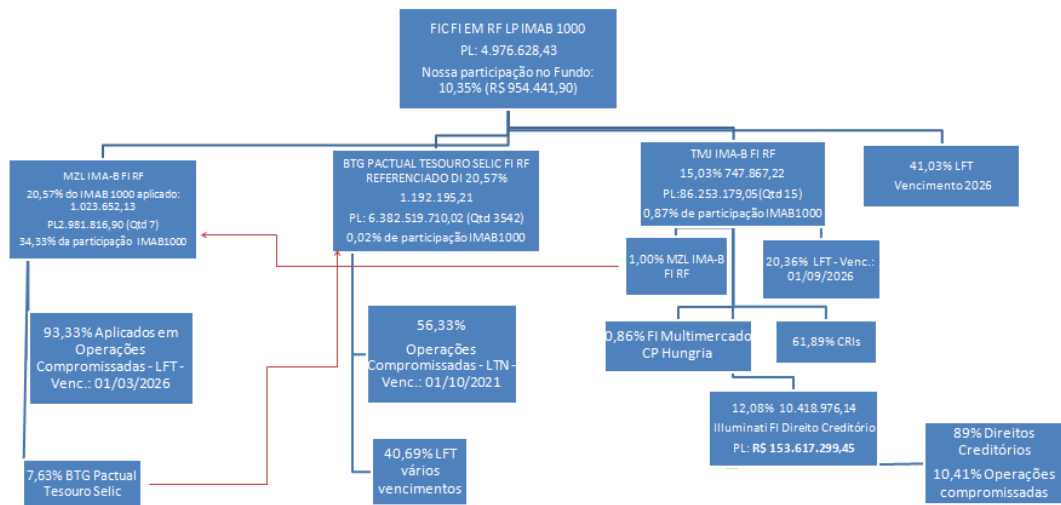 FIC FI EM RF LP IMAB 1000
PL: 4.976.628,43
Nossa participação no Fundo:
10,35% (R$ 954.441,90)
MZL IMA-B FI RF
20,57% do IMAB 1000 aplicado:
1.023.652,13
PL2.981.816,90 (Qtd 7)
34,33% da participação IMAB1000
BTG PACTUAL TESOURO SELIC FI RF
REFERENCIADO DI 20,57%
1.192.195,21
PL: 6.382.519.710,02 (Qtd 3542)
0,02% de participação IMAB1000
TMJ IMA-B FI RF
15,03% 747.867,22
PL:86.253.179,05(Qtd 15)
0,87% de participação IMAB1000
41,03% LFT
Vencimento 2026
1,00% MZL IMA-B
FI RF
20,36% LFT - Venc.:
01/09/2026
93,33% Aplicados em
Operações
Compromissadas - LFT -
Venc.: 01/03/2026
56,33%
Operações
Compromissadas - LTN -
Venc.: 01/10/2021
0,86% FI Multimercado
CP Hungria
61,89% CRIs
12,08% 10.418.976,14
Illuminati FI Direito Creditório
PL: R$ 153.617.299,45
89% Direitos
Creditórios
10,41% Operações
compromissadas
7,63% BTG Pactual
Tesouro Selic
40,69% LFT
vários
vencimentos